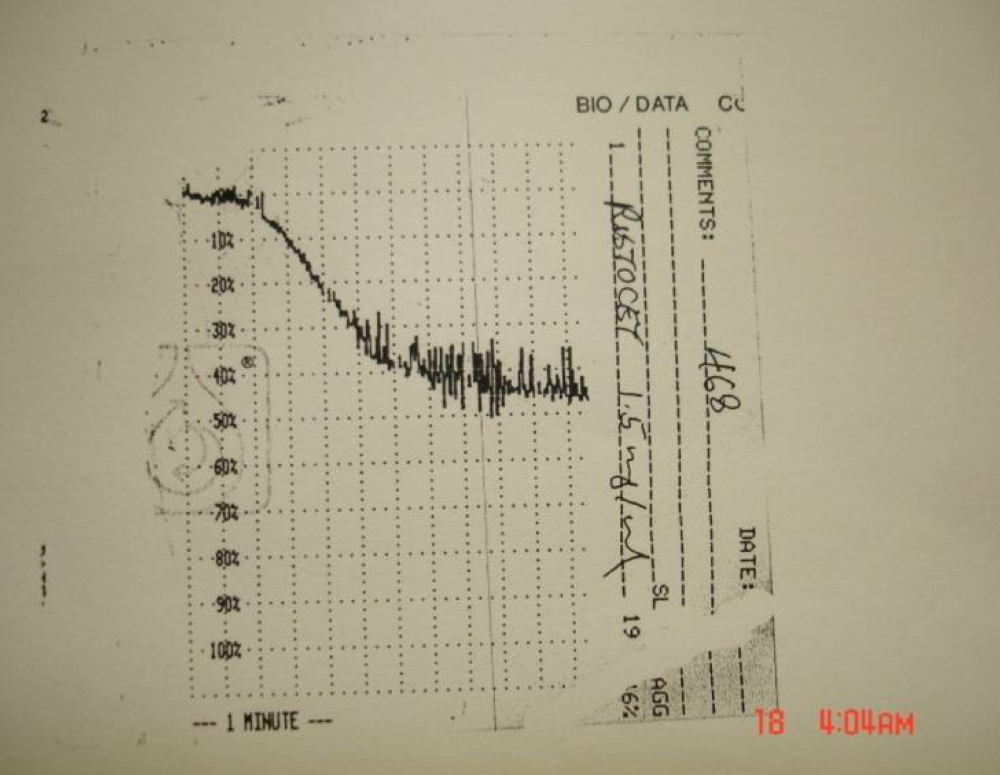 2
BIO / DATA
COMMENTS: 468
DATE:
SL AGG
1 RISTOCET 1.5 mg/ml 19 6%
10%
20%
30%
®
40%
50%
60%
70%
80%
90%
100%
--- 1 MINUTE ---
18 4:04AM